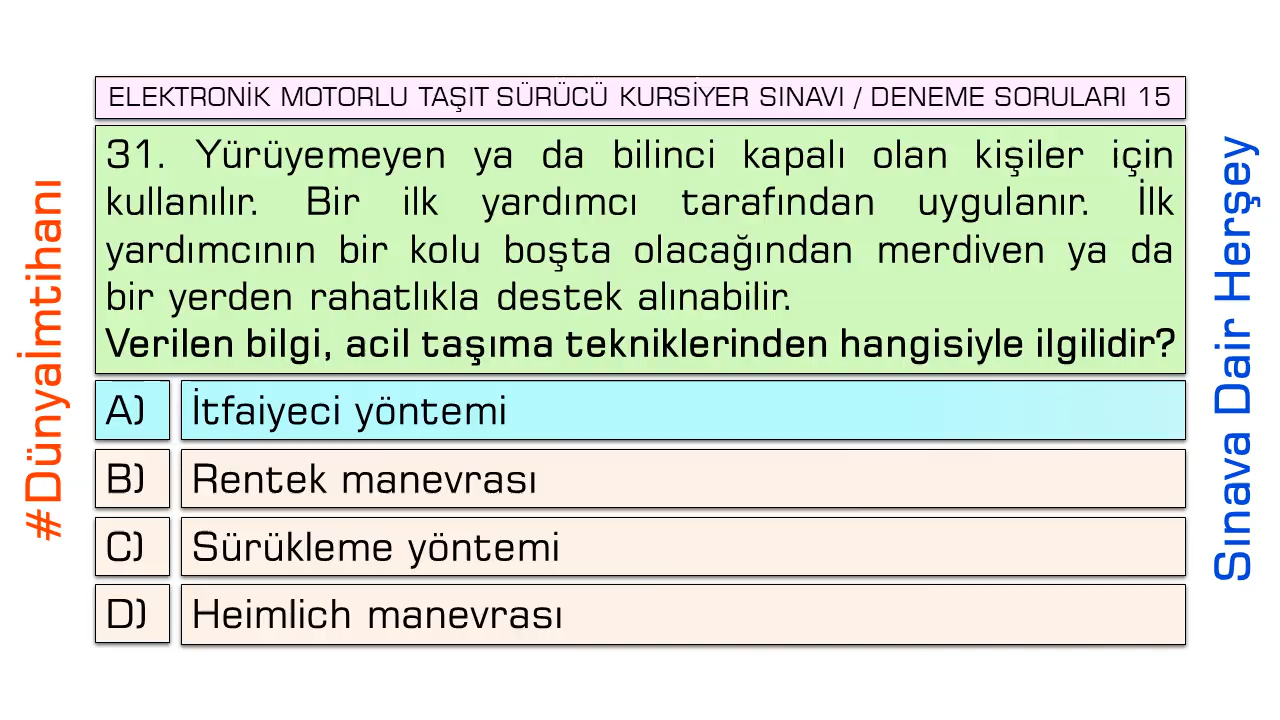 ELEKTRONİK MOTORLU TAŞIT SÜRÜCÜ KURSİYER SINAVI / DENEME SORULARI 15
31. Yürüyemeyen ya da bilinci kapalı olan kişiler için
kullanılır. Bir ilk yardımcı tarafından uygulanır. İlk
yardımcının bir kolu boşta olacağından merdiven ya da
bir yerden rahatlıkla destek alınabilir.
Verilen bilgi, acil taşıma tekniklerinden hangisiyle ilgilidir?
A) İtfaiyeci yöntemi
B) Rentek manevrası
C) Sürükleme yöntemi
D) Heimlich manevrası
#Dünyaİmtihanı
Sınava Dair Herşey